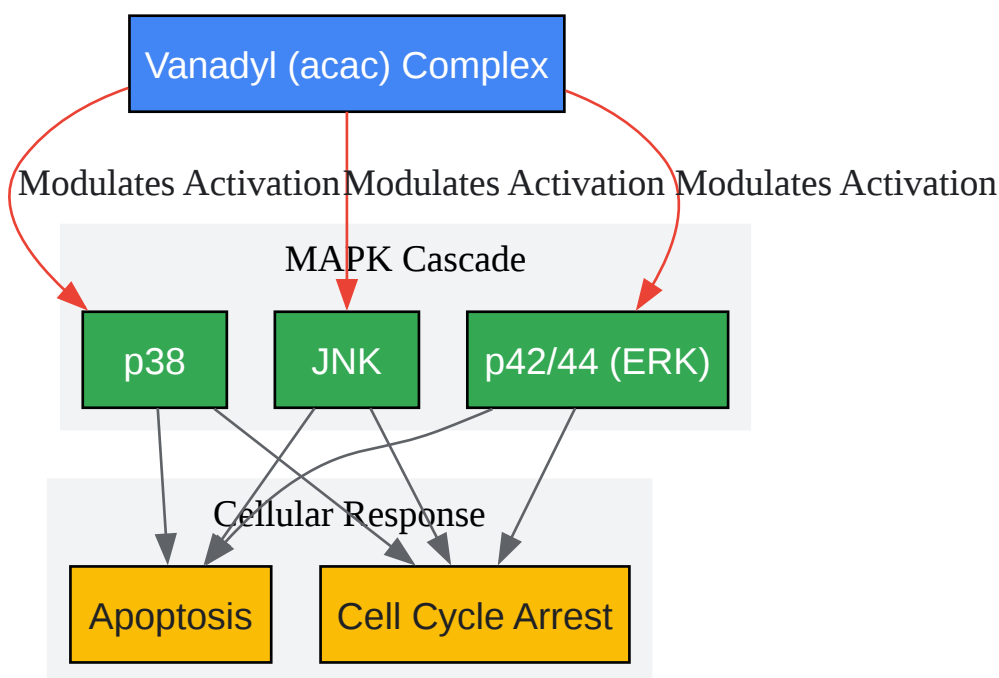 Vanadyl (acac) Complex
Modulates Activation
Modulates Activation
Modulates Activation
MAPK Cascade
p38
JNK
p42/44 (ERK)
Cellular Response
Apoptosis
Cell Cycle Arrest